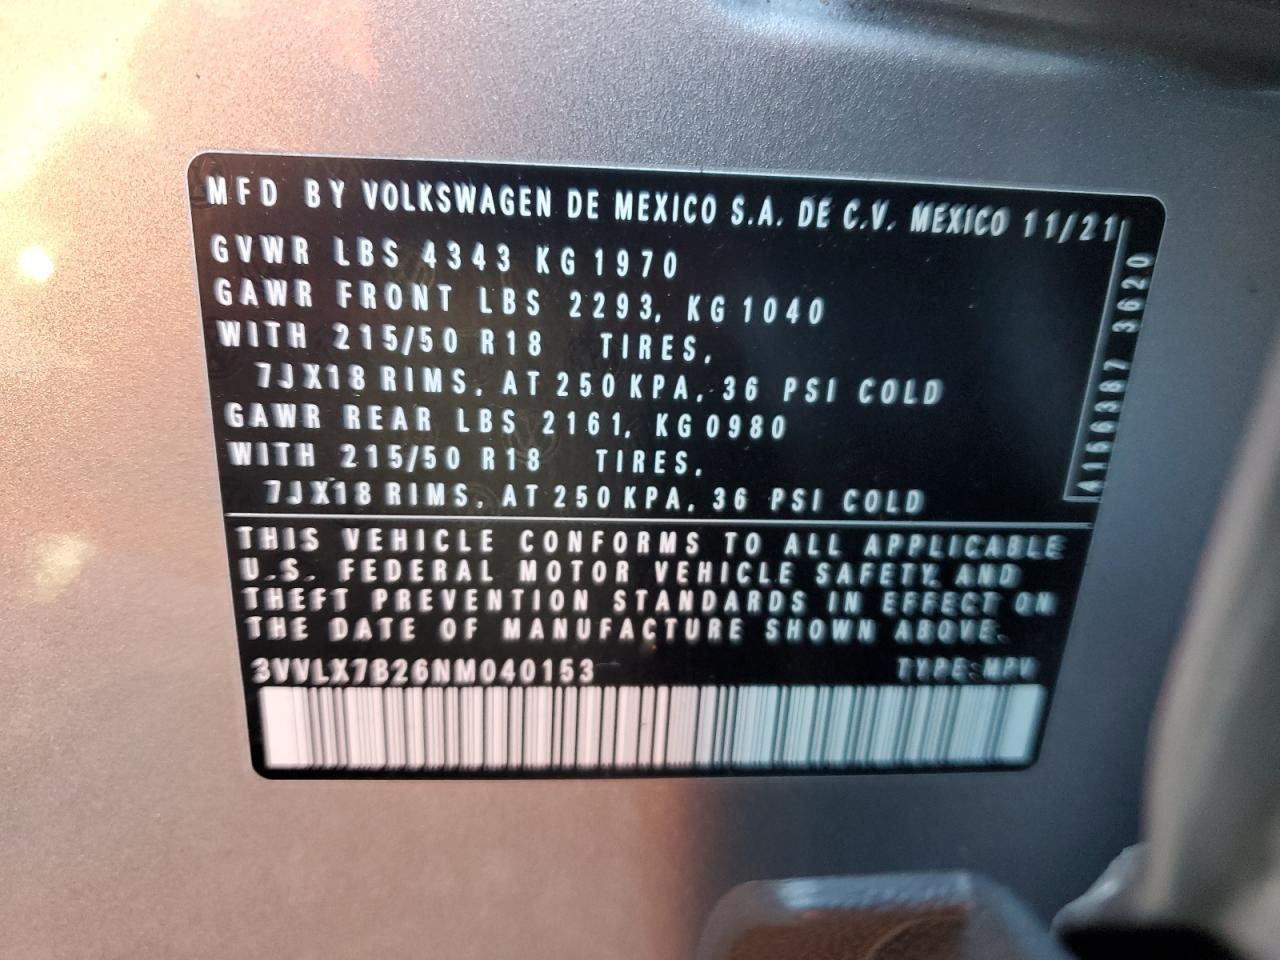 MFD BY VOLKSWAGEN DE MEXICO S.A. DE C.V. MEXICO 11/21
GVWR LBS 4343 KG 1970
GAWR FRONT LBS 2293, KG 1040
WITH 215/50 R18 TIRES,
7JX18 RIMS, AT 250 KPA, 36 PSI COLD
GAWR REAR LBS 2161, KG 0980
WITH 215/50 R18 TIRES,
7JX18 RIMS, AT 250 KPA, 36 PSI COLD
THIS VEHICLE CONFORMS TO ALL APPLICABLE
U.S. FEDERAL MOTOR VEHICLE SAFETY AND
THEFT PREVENTION STANDARDS IN EFFECT ON
THE DATE OF MANUFACTURE SHOWN ABOVE.
3VVLX7B26NM040153 TYPE:MPV
3620